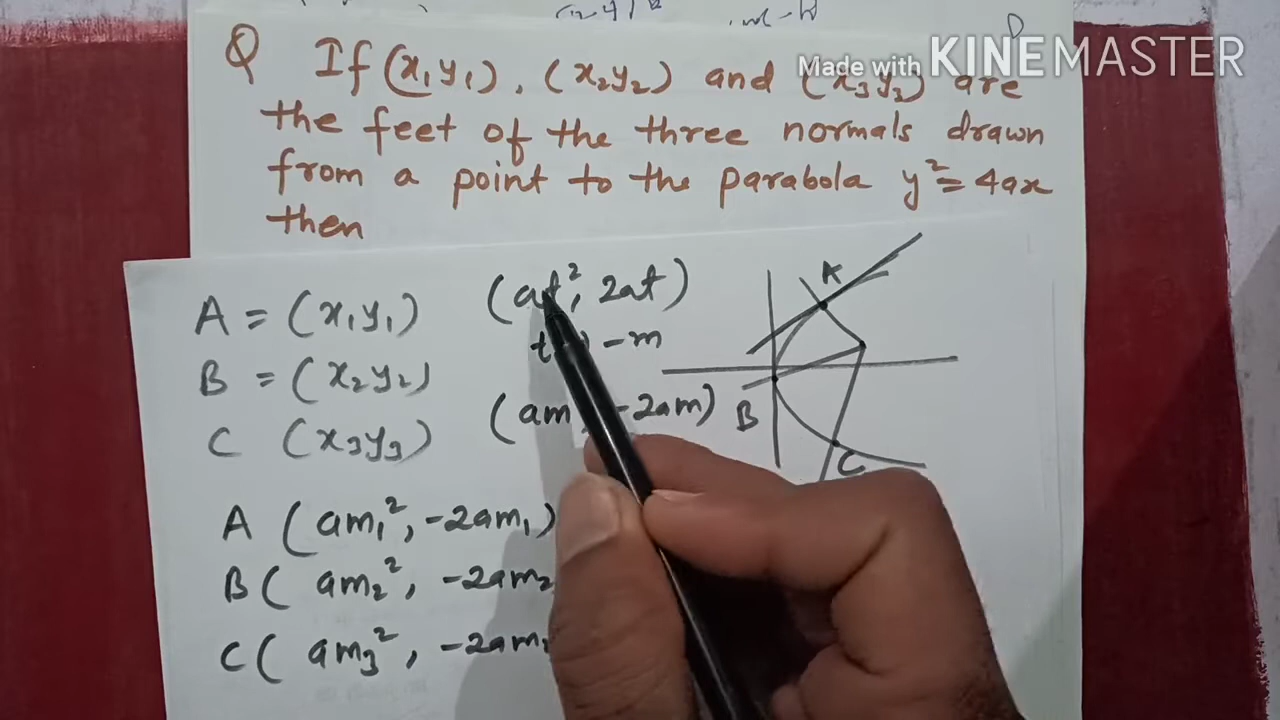 Made with KINEMASTER
Q If (x₁y₁), (x₂y₂) and (x₃y₃) are
the feet of the three normals drawn
from a point to the parabola y² = 4ax
then
A = (x₁y₁) (at², 2at)
-m
B = (x₂y₂)
(am -2am)
C (x₃y₃)
A (am₁², -2am₁)
B( am₂², -2am₂
C( am₃², -2am
A
B
C